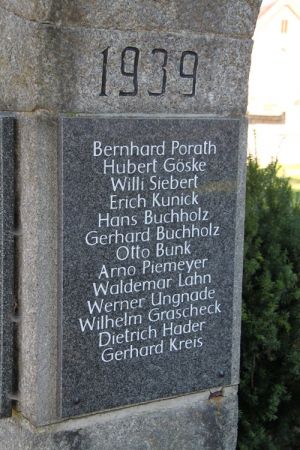 1939
Bernhard Porath
Hubert Göske
Willi Siebert
Erich Kunick
Hans Buchholz
Gerhard Buchholz
Otto Bunk
Arno Piemeyer
Waldemar Lahn
Werner Ungnade
Wilhelm Grascheck
Dietrich Hader
Gerhard Kreis